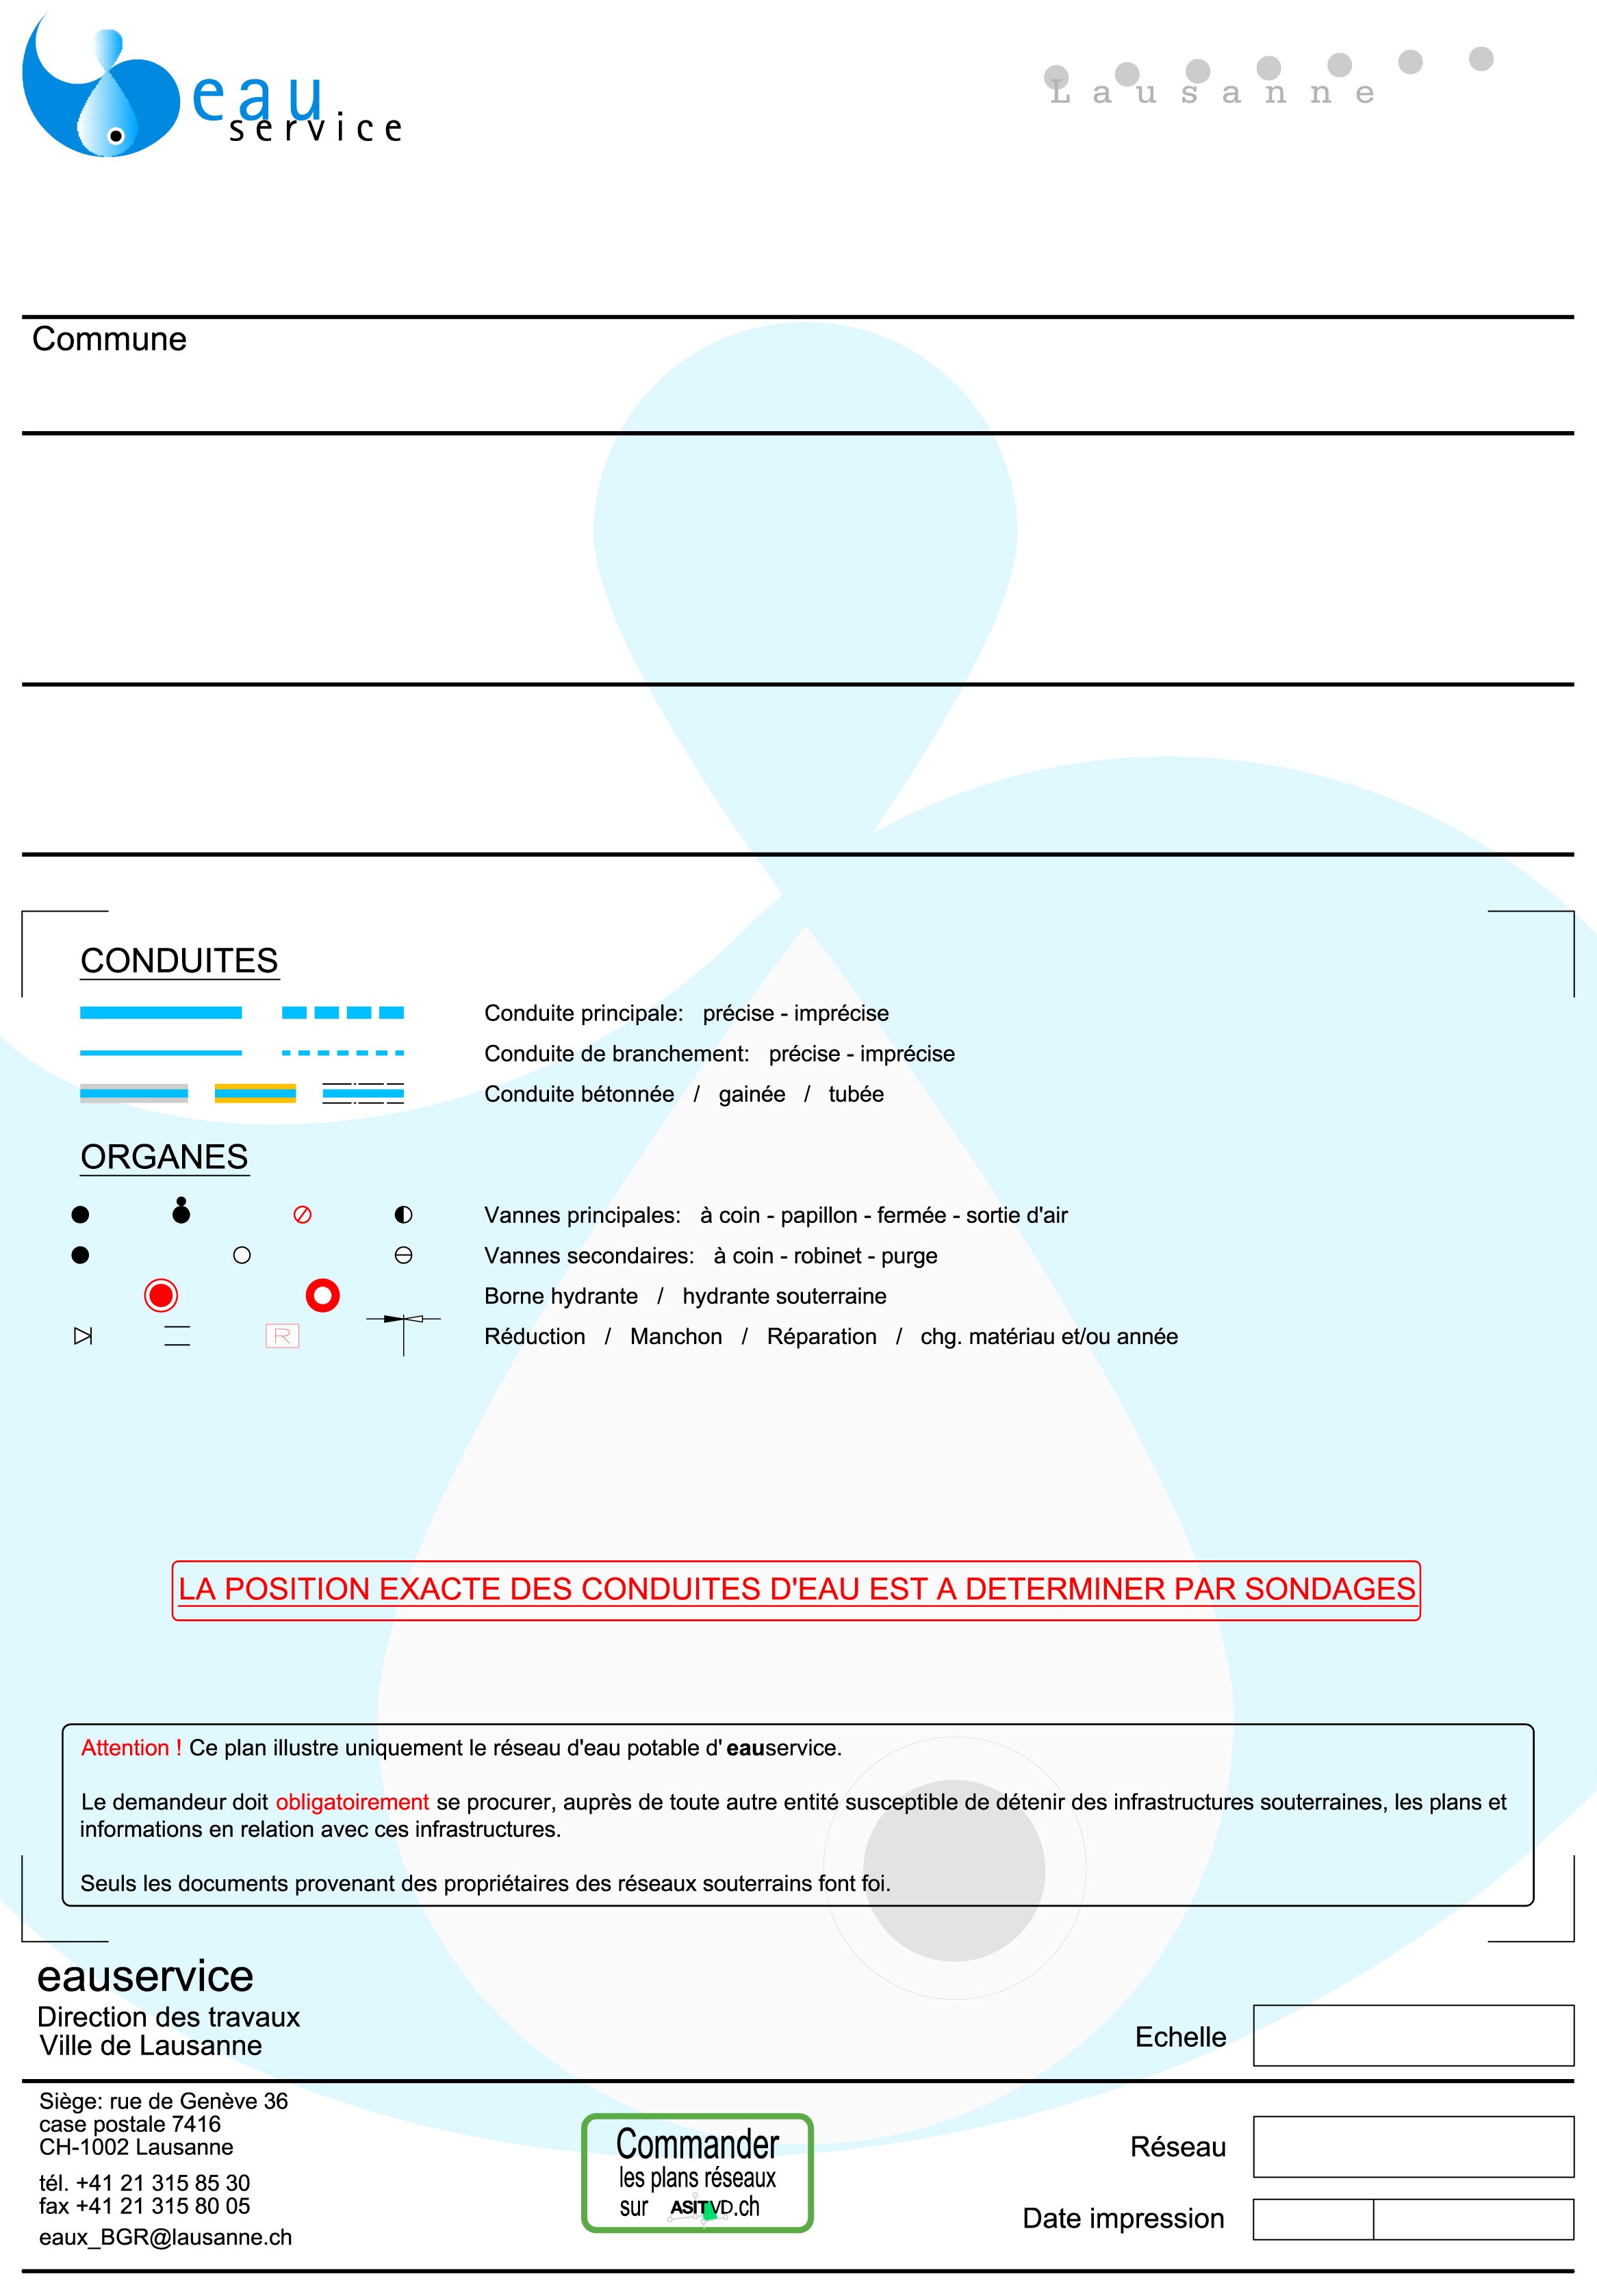 eau
service
Lausanne
Commune
CONDUITES
Conduite principale: précise - imprécise
Conduite de branchement: précise - imprécise
Conduite bétonnée / gainée / tubée
ORGANES
Vannes principales: à coin - papillon - fermée - sortie d'air
Vannes secondaires: à coin - robinet - purge
Borne hydrante / hydrante souterraine
R
Réduction / Manchon / Réparation / chg. matériau et/ou année
LA POSITION EXACTE DES CONDUITES D'EAU EST A DETERMINER PAR SONDAGES
Attention ! Ce plan illustre uniquement le réseau d'eau potable d' eauservice.
Le demandeur doit obligatoirement se procurer, auprès de toute autre entité susceptible de détenir des infrastructures souterraines, les plans et
informations en relation avec ces infrastructures.
Seuls les documents provenant des propriétaires des réseaux souterrains font foi.
eauservice
Direction des travaux
Ville de Lausanne
Echelle
Siège: rue de Genève 36
case postale 7416
CH-1002 Lausanne
tél. +41 21 315 85 30
fax +41 21 315 80 05
eaux_BGR@lausanne.ch
Commander
les plans réseaux
sur ASIT VD.ch
Réseau
Date impression